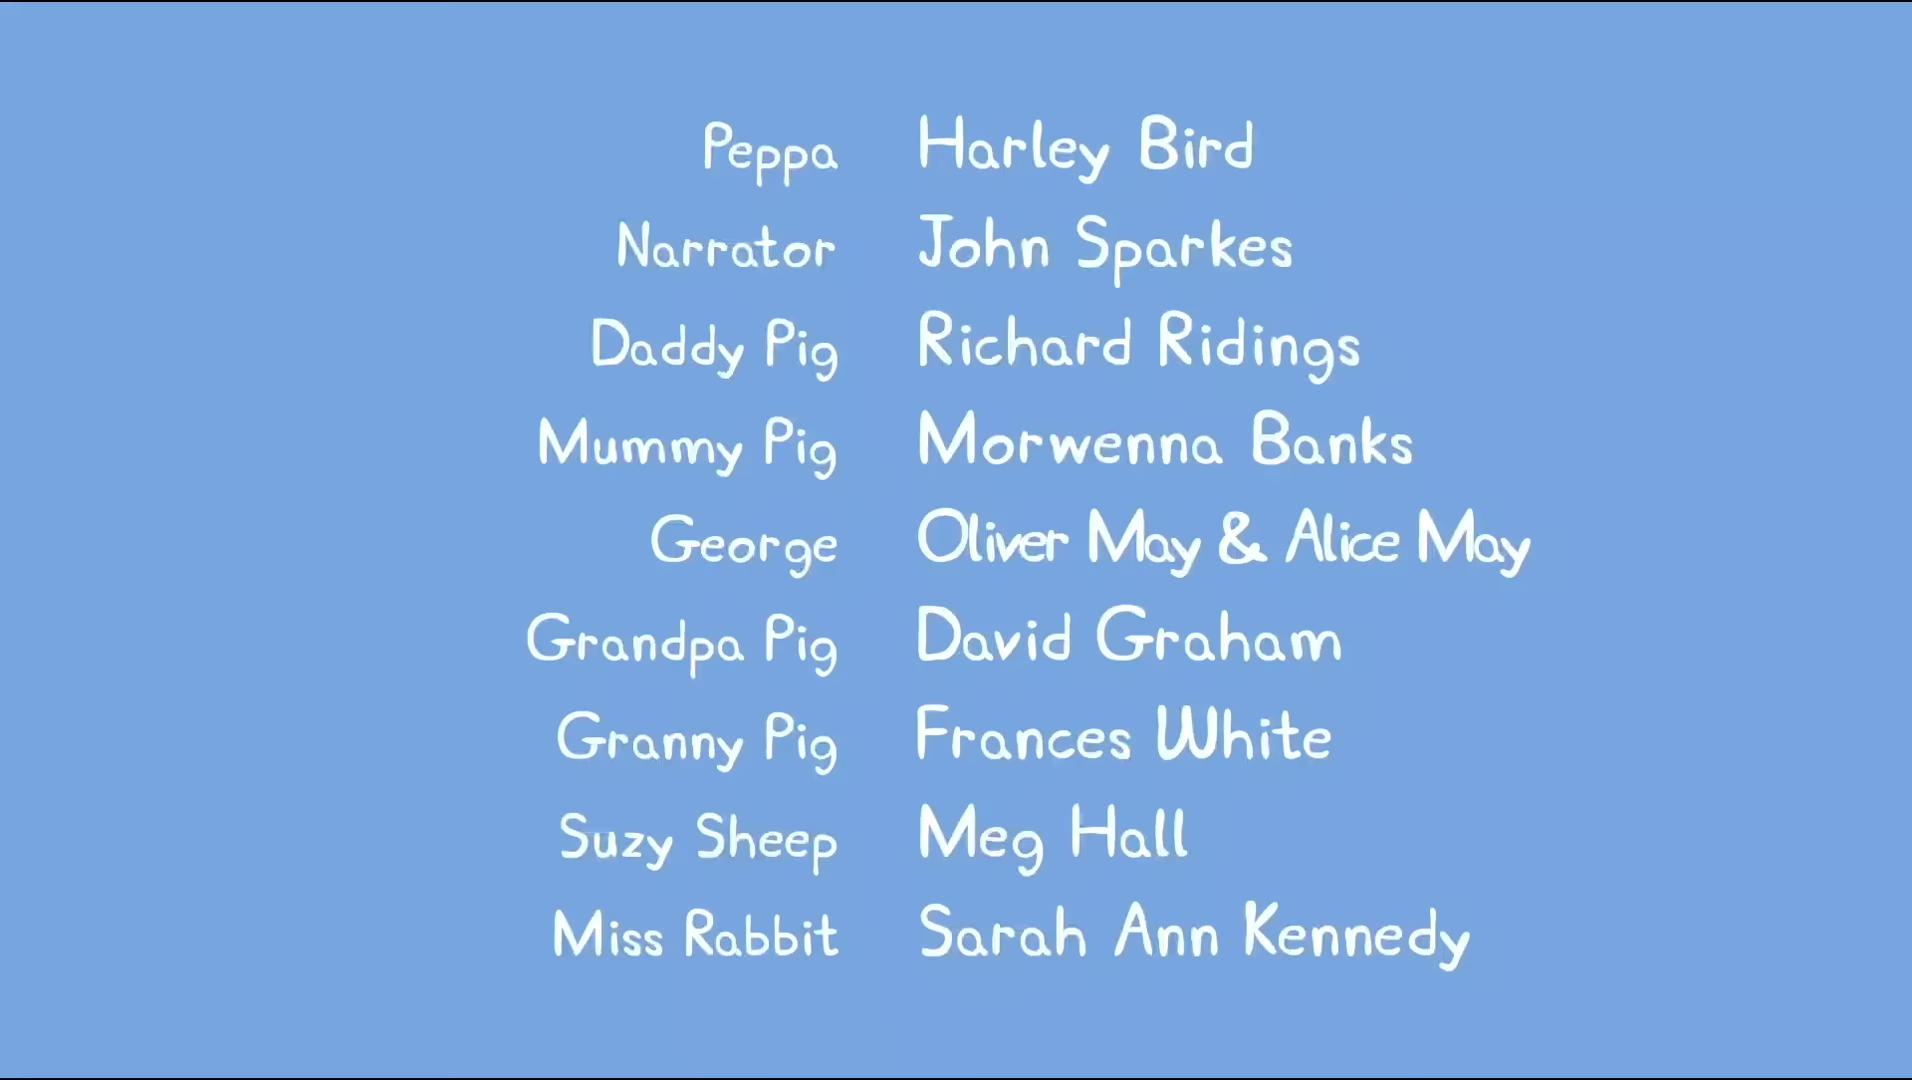 Peppa Harley Bird
Narrator John Sparkes
Daddy Pig Richard Ridings
Mummy Pig Morwenna Banks
George Oliver May & Alice May
Grandpa Pig David Graham
Granny Pig Frances White
Suzy Sheep Meg Hall
Miss Rabbit Sarah Ann Kennedy